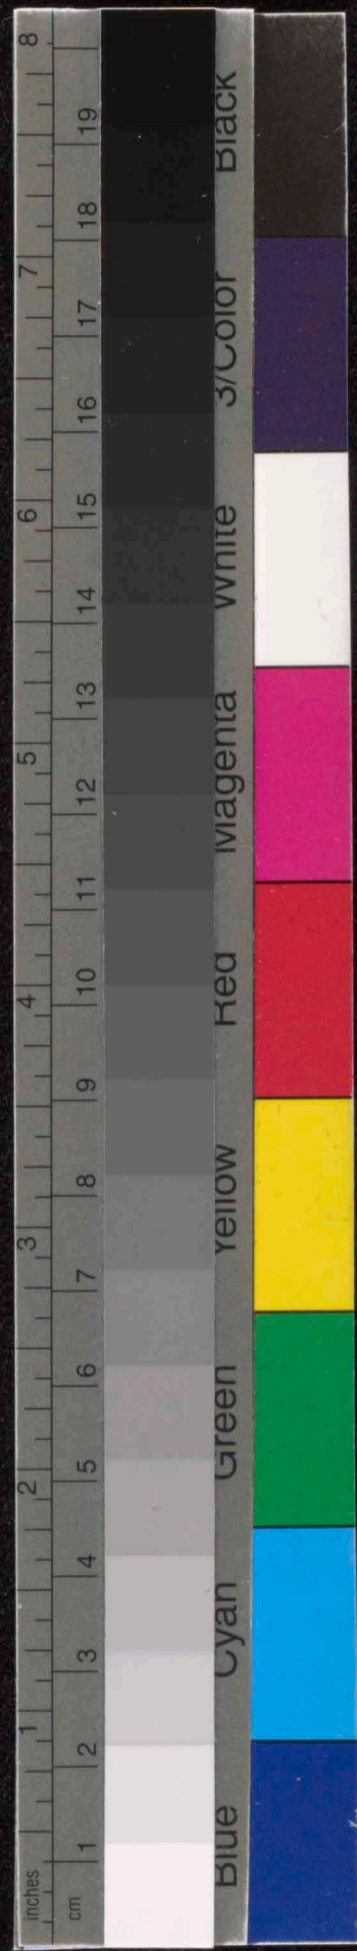 inches 1 2 3 4 5 6 7 8
cm 1 2 3 4 5 6 7 8 9 10 11 12 13 14 15 16 17 18 19
Blue Cyan Green Yellow Red Magenta White 3/Color Black